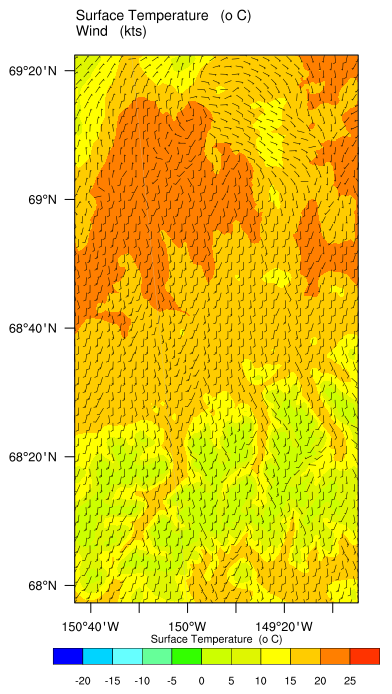 Surface Temperature (o C)
Wind (kts)
69°20'N
69°N
68°40'N
68°20'N
68°N
150°40'W 150°W 149°20'W
Surface Temperature (o C)
-20 -15 -10 -5 0 5 10 15 20 25